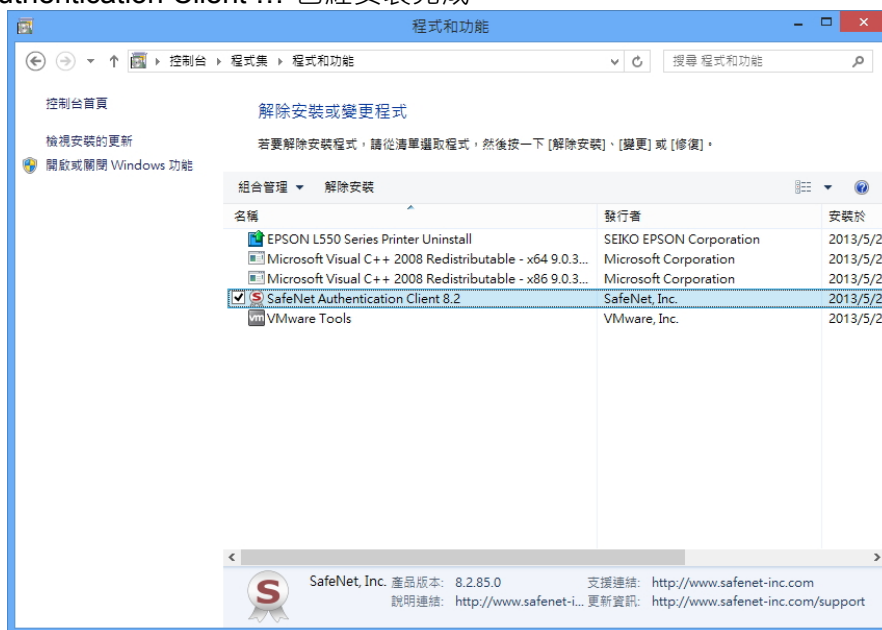 Authentication Client … 已經安裝完成
程式和功能
控制台 ▸ 程式集 ▸ 程式和功能
搜尋 程式和功能
控制台首頁
檢視安裝的更新
開啟或關閉 Windows 功能
解除安裝或變更程式
若要解除安裝程式，請從清單選取程式，然後按一下 [解除安裝]、[變更] 或 [修復]。
組合管理 ▾ 解除安裝
名稱 發行者 安裝於
EPSON L550 Series Printer Uninstall SEIKO EPSON Corporation 2013/5/2
Microsoft Visual C++ 2008 Redistributable - x64 9.0.3... Microsoft Corporation 2013/5/2
Microsoft Visual C++ 2008 Redistributable - x86 9.0.3... Microsoft Corporation 2013/5/2
SafeNet Authentication Client 8.2 SafeNet, Inc. 2013/5/2
VMware Tools VMware, Inc. 2013/5/2
SafeNet, Inc. 產品版本: 8.2.85.0 支援連結: http://www.safenet-inc.com
說明連結: http://www.safenet-i... 更新資訊: http://www.safenet-inc.com/support